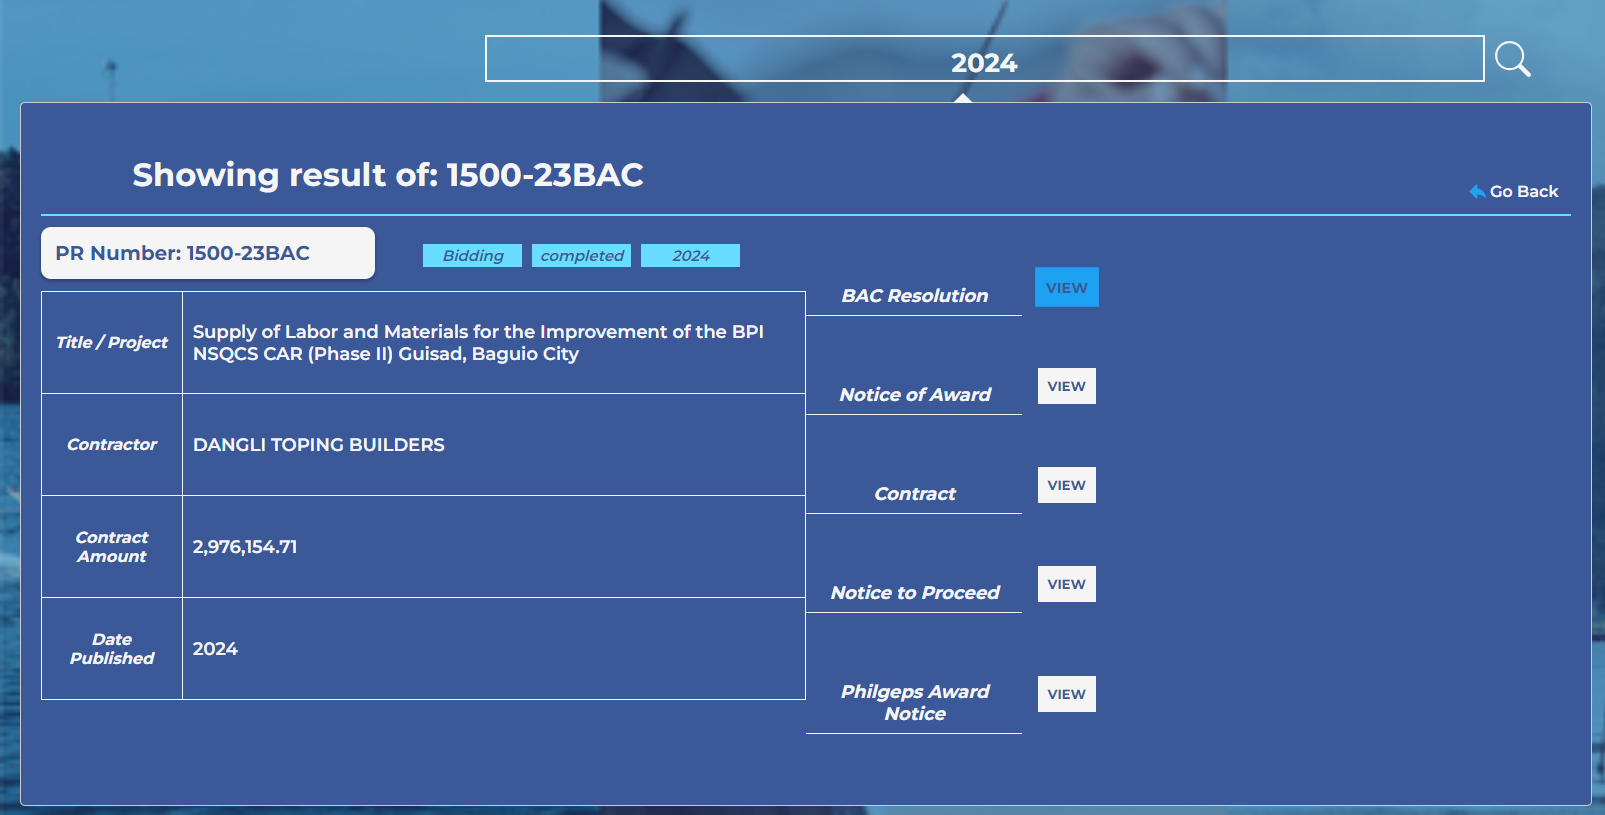 2024
Showing result of: 1500-23BAC
Go Back
PR Number: 1500-23BAC
Bidding
completed
2024
Title / Project
Supply of Labor and Materials for the Improvement of the BPI
NSQCS CAR (Phase II) Guisad, Baguio City
Contractor
DANGLI TOPING BUILDERS
Contract
Amount
2,976,154.71
Date
Published
2024
BAC Resolution
VIEW
Notice of Award
VIEW
Contract
VIEW
Notice to Proceed
VIEW
Philgeps Award
Notice
VIEW